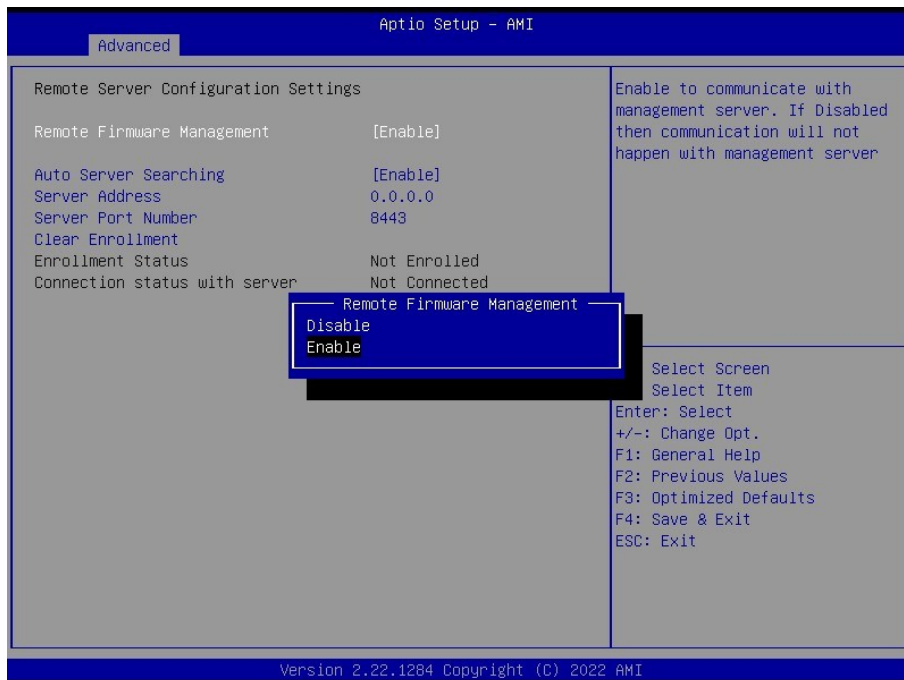 Aptio Setup - AMI
Advanced
Remote Server Configuration Settings
Remote Firmware Management [Enable]
Auto Server Searching [Enable]
Server Address 0.0.0.0
Server Port Number 8443
Clear Enrollment
Enrollment Status Not Enrolled
Connection status with server Not Connected
Remote Firmware Management
Disable
Enable
Enable to communicate with
management server. If Disabled
then communication will not
happen with management server
Select Screen
Select Item
Enter: Select
+/-: Change Opt.
F1: General Help
F2: Previous Values
F3: Optimized Defaults
F4: Save & Exit
ESC: Exit
Version 2.22.1284 Copyright (C) 2022 AMI